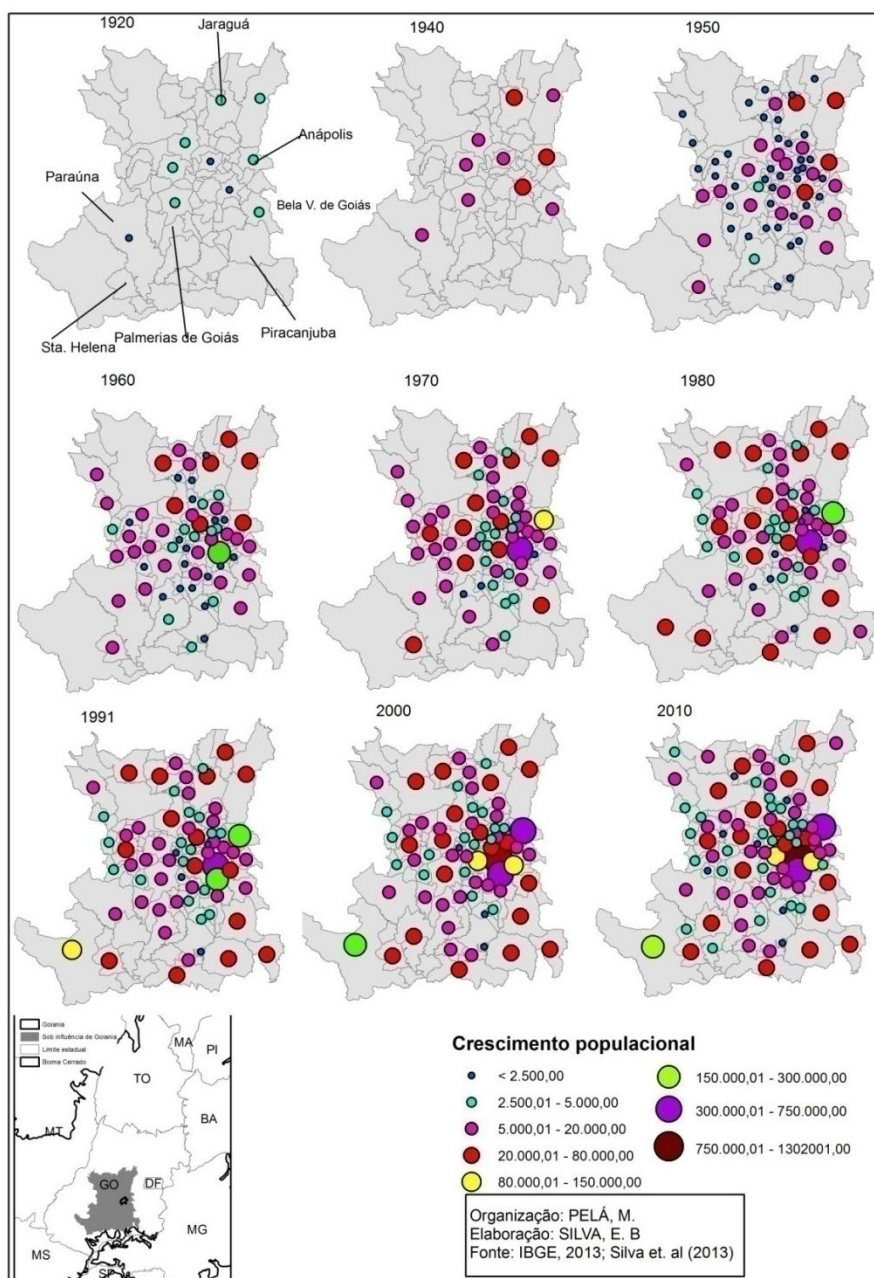 1920
Jaraguá
Anápolis
Paraúna
Bela V. de Goiás
Palmerias de Goiás
Piracanjuba
Sta. Helena
1940
1950
1960
1970
1980
1991
2000
2010
Goiania
Sob influência de Goiania
Limite estadual
Bioma Cerrado
MA
PI
TO
BA
MT
GO
DF
MG
MS
SP
Crescimento populacional
< 2.500,00
2.500,01 - 5.000,00
5.000,01 - 20.000,00
20.000,01 - 80.000,00
80.000,01 - 150.000,00
150.000,01 - 300.000,00
300.000,01 - 750.000,00
750.000,01 - 1302001,00
Organização: PELÁ, M.
Elaboração: SILVA, E. B
Fonte: IBGE, 2013; Silva et. al (2013)